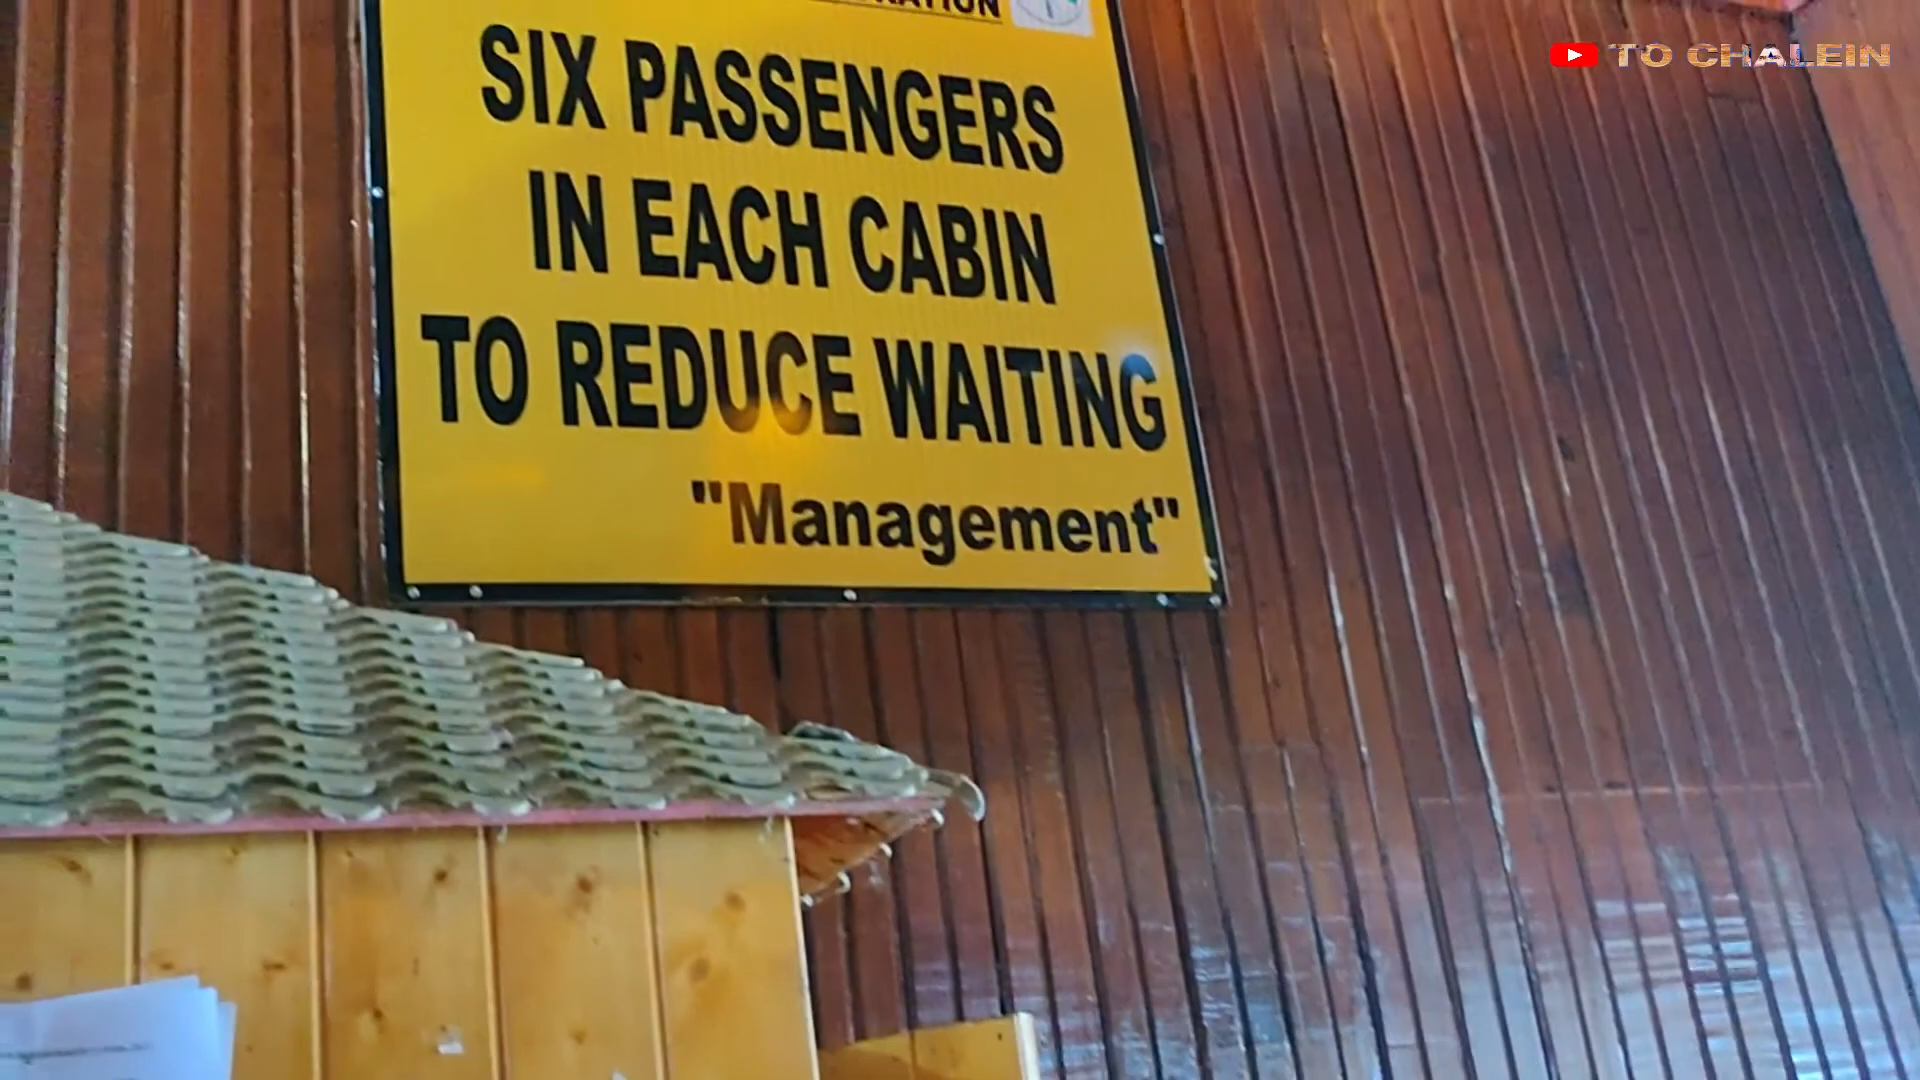 TO CHALEIN
SIX PASSENGERS
IN EACH CABIN
TO REDUCE WAITING
"Management"